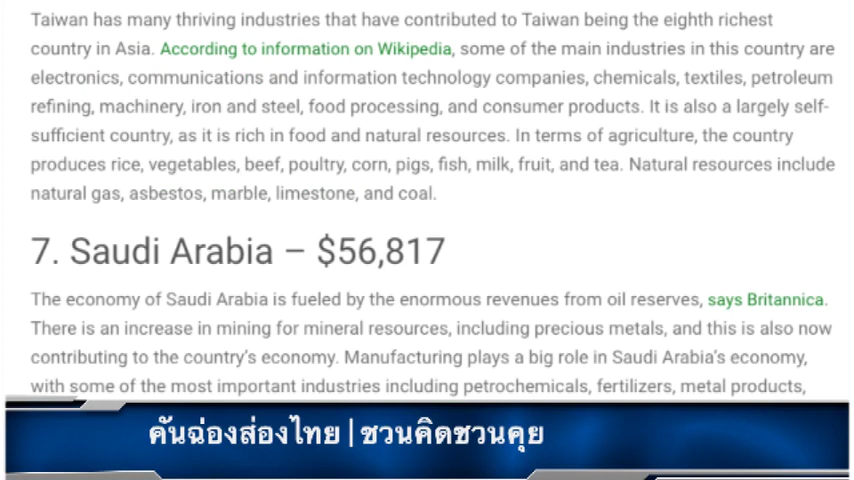 Taiwan has many thriving industries that have contributed to Taiwan being the eighth richest
country in Asia. According to information on Wikipedia, some of the main industries in this country are
electronics, communications and information technology companies, chemicals, textiles, petroleum
refining, machinery, iron and steel, food processing, and consumer products. It is also a largely self-
sufficient country, as it is rich in food and natural resources. In terms of agriculture, the country
produces rice, vegetables, beef, poultry, corn, pigs, fish, milk, fruit, and tea. Natural resources include
natural gas, asbestos, marble, limestone, and coal.
7. Saudi Arabia – $56,817
The economy of Saudi Arabia is fueled by the enormous revenues from oil reserves, says Britannica.
There is an increase in mining for mineral resources, including precious metals, and this is also now
contributing to the country's economy. Manufacturing plays a big role in Saudi Arabia's economy,
with some of the most important industries including petrochemicals, fertilizers, metal products,
คันฉ่องส่องไทย | ชวนคิดชวนคุย